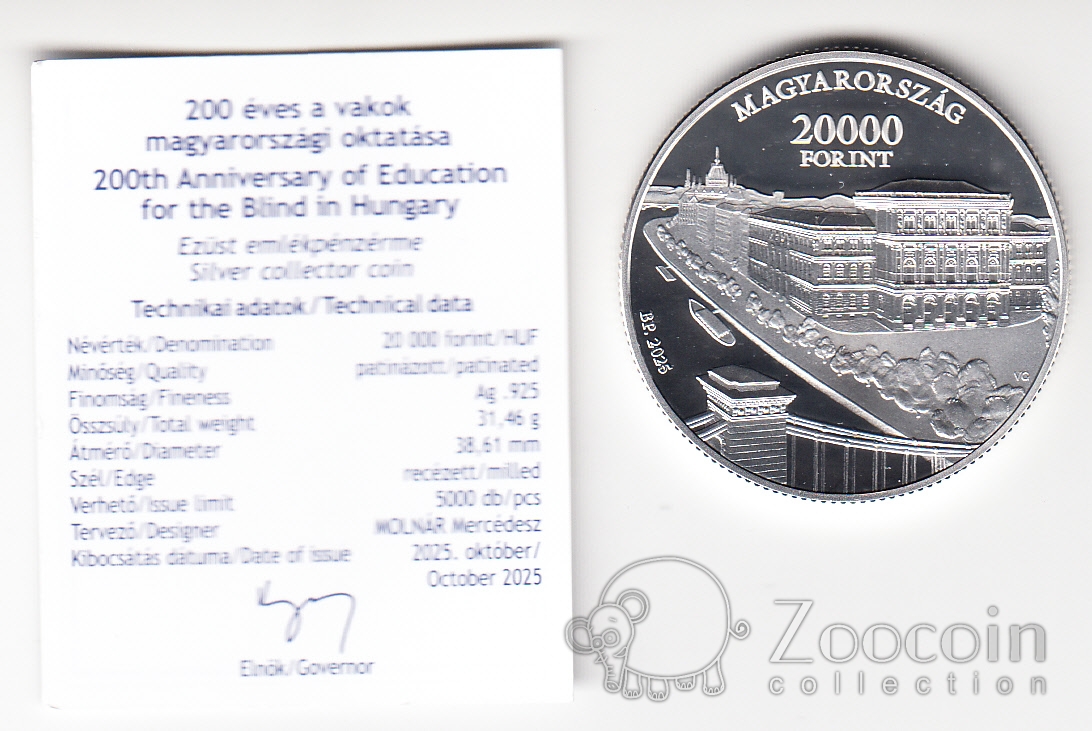 200 éves a vakok
magyarországi oktatása
200th Anniversary of Education
for the Blind in Hungary
Ezüst emlékpénzérme
Silver collector coin
Technikai adatok/Technical data
Névérték/Denomination 20 000 forint/HUF
Minőség/Quality patinázott/patinated
Finomság/Fineness Ag .925
Összsúly/Total weight 31,46 g
Átmérő/Diameter 38,61 mm
Szél/Edge recézett/milled
Verhető/Issue limit 5000 db/pcs
Tervező/Designer MOLNÁR Mercédesz
Kibocsátás dátuma/Date of issue 2025. október/
October 2025
Elnök/Governor
MAGYARORSZÁG
20000
FORINT
BP. 2025
VG
Zoocoin
collection